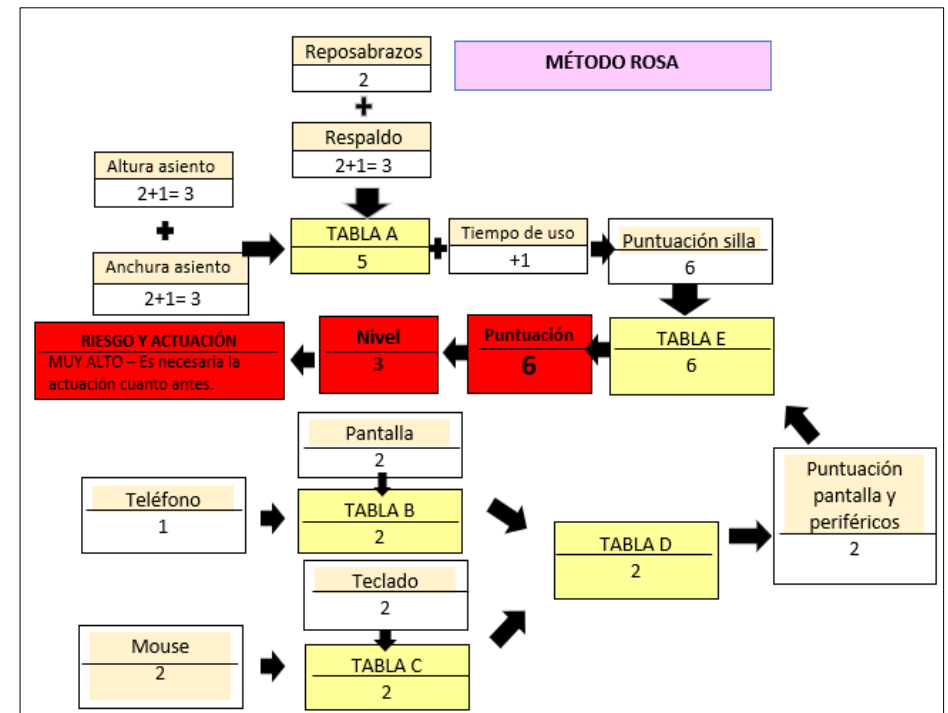 Reposabrazos
2
MÉTODO ROSA
Respaldo
2+1= 3
Altura asiento
2+1= 3
Anchura asiento
2+1= 3
TABLA A
5
Tiempo de uso
+1
Puntuación silla
6
RIESGO Y ACTUACIÓN
MUY ALTO – Es necesaria la
actuación cuanto antes.
Nivel
3
Puntuación
6
TABLA E
6
Pantalla
2
Teléfono
1
TABLA B
2
Puntuación
pantalla y
periféricos
2
TABLA D
2
Teclado
2
Mouse
2
TABLA C
2